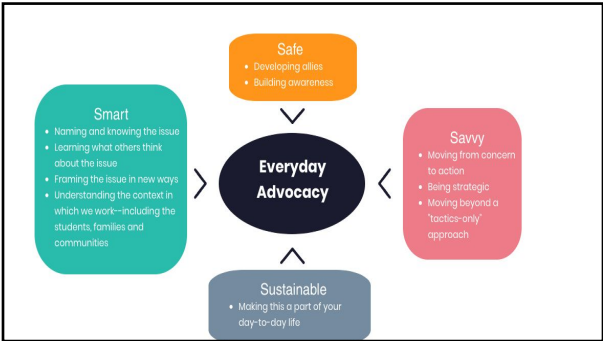 Safe
• Developing allies
• Building awareness
Smart
• Naming and knowing the issue
• Learning what others think
about the issue
• Framing the issue in new ways
• Understanding the context in
which we work--including the
students, families and
communities
Everyday
Advocacy
Savvy
• Moving from concern
to action
• Being strategic
• Moving beyond a
"tactics-only"
approach
Sustainable
• Making this a part of your
day-to-day life